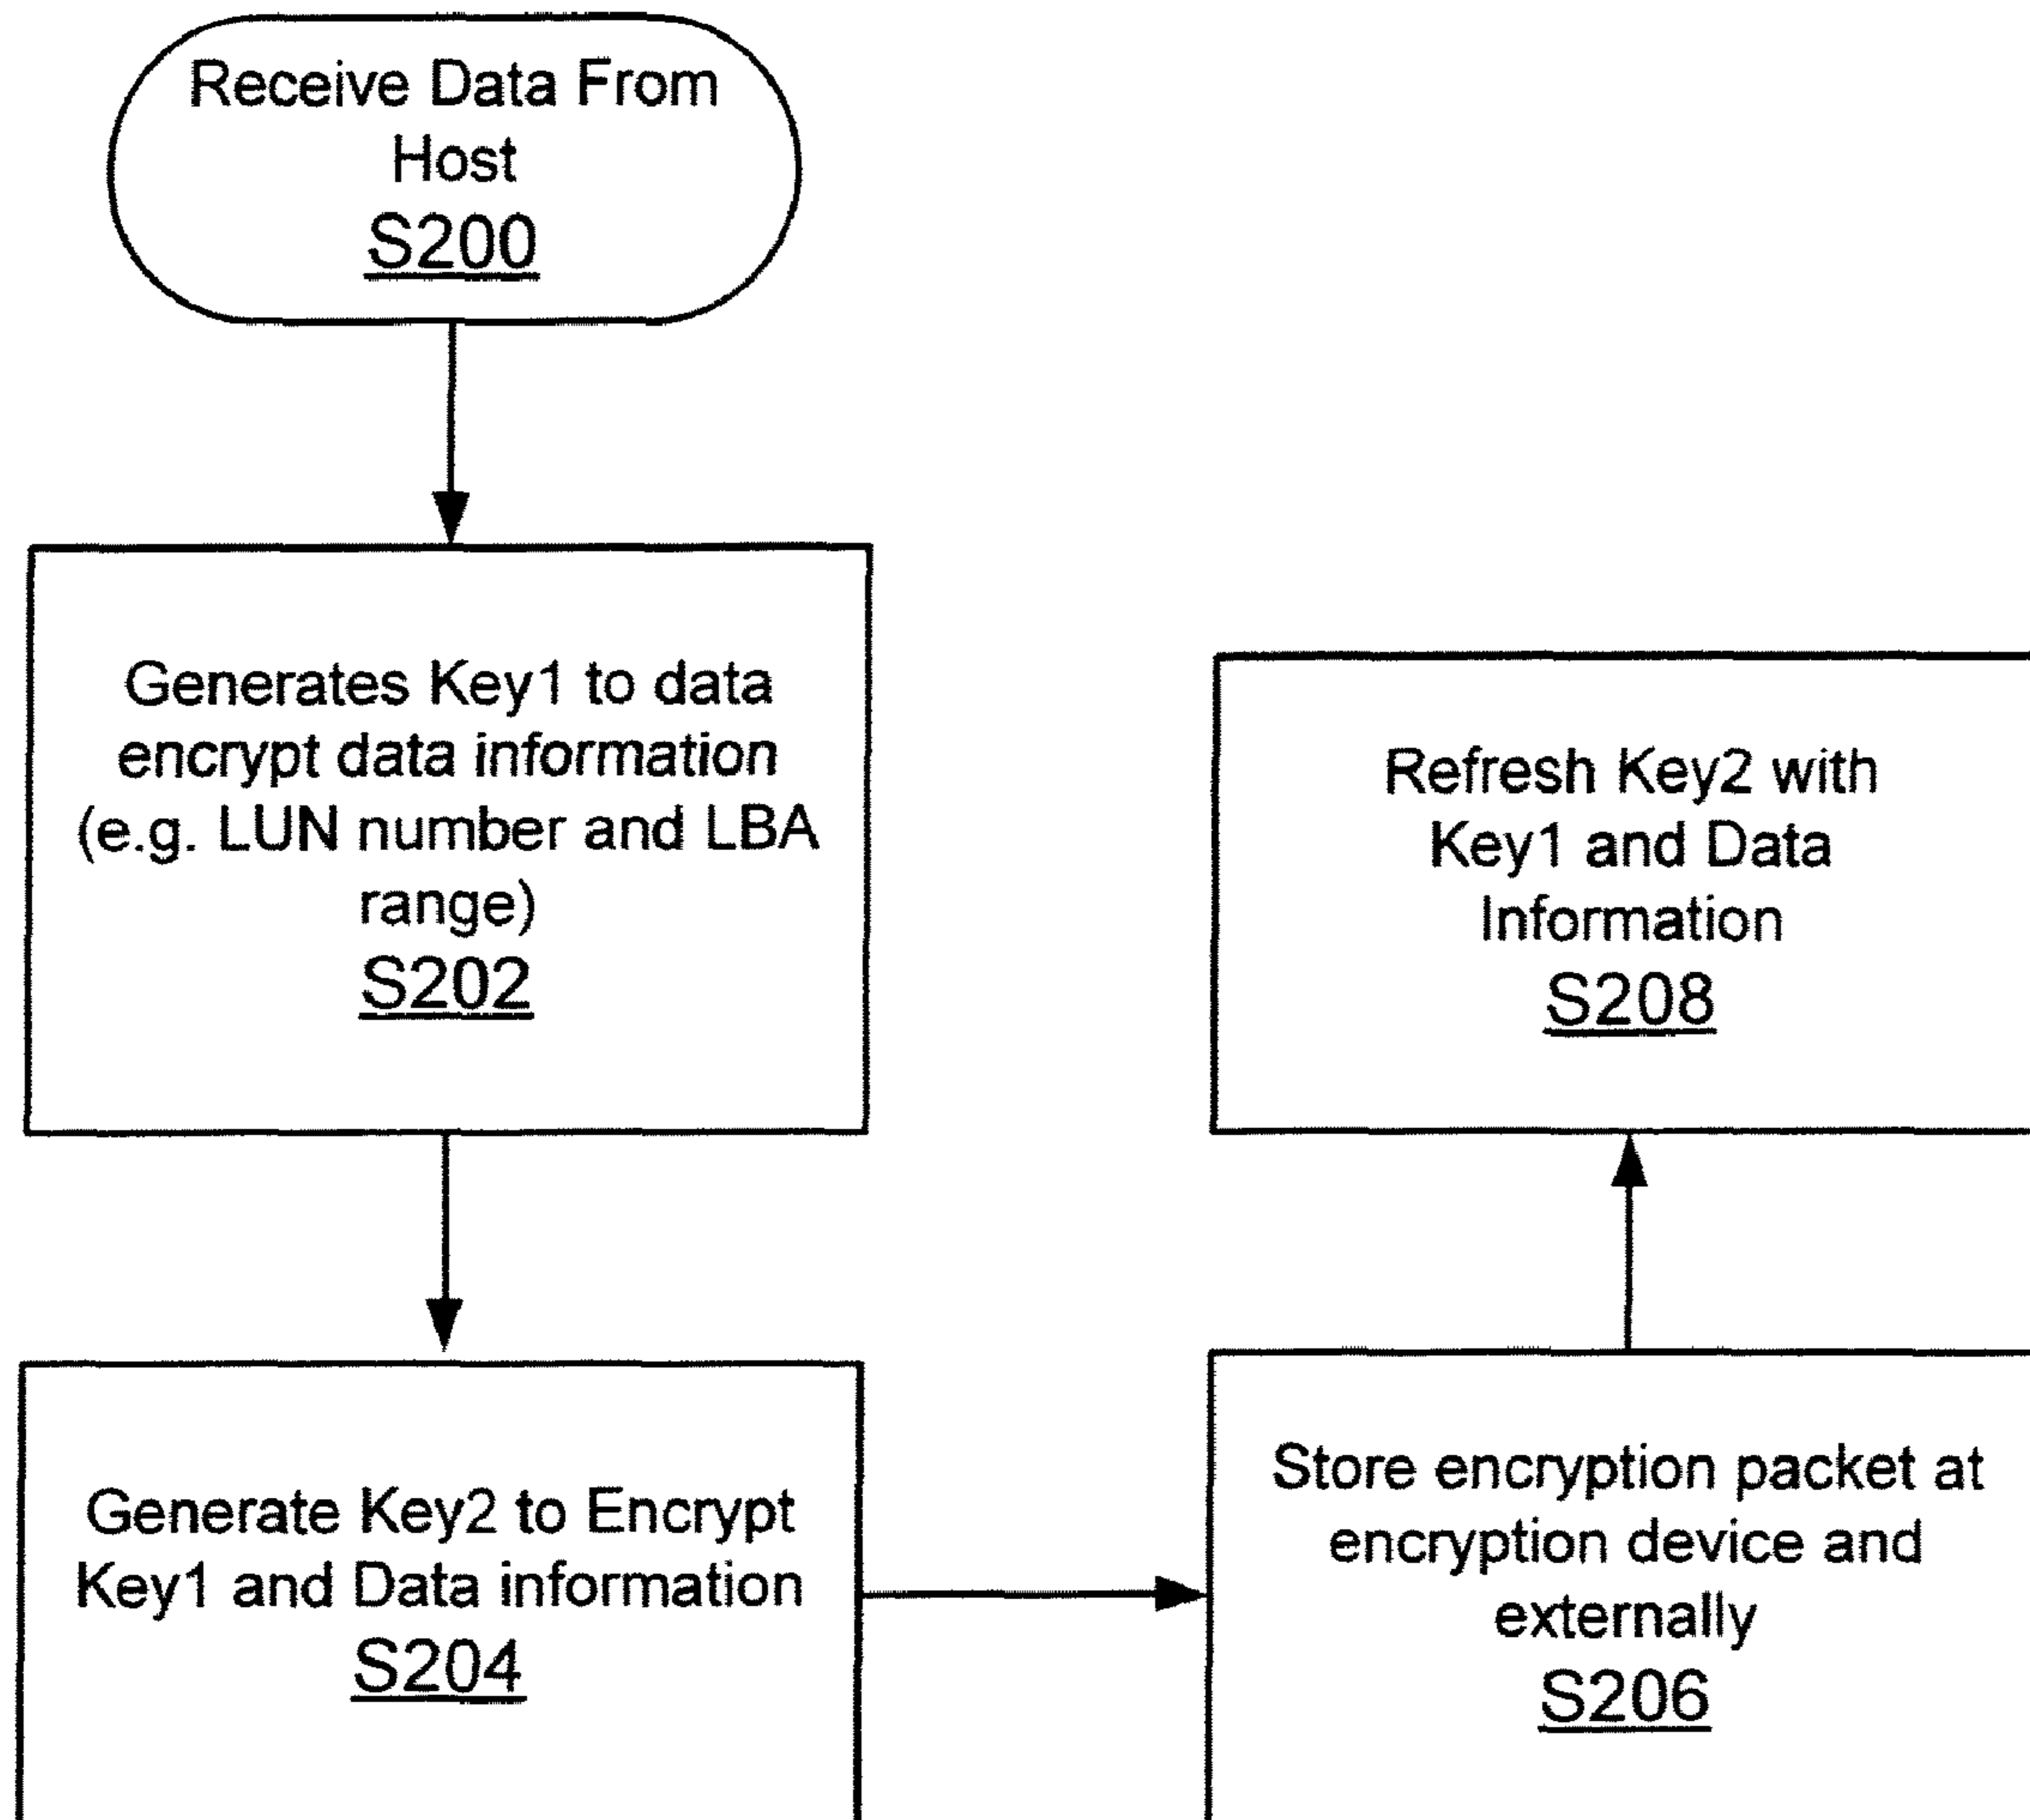 Receive Data From
Host
S200
Generates Key1 to data
encrypt data information
(e.g. LUN number and LBA
range)
S202
Generate Key2 to Encrypt
Key1 and Data information
S204
Store encryption packet at
encryption device and
externally
S206
Refresh Key2 with
Key1 and Data
Information
S208